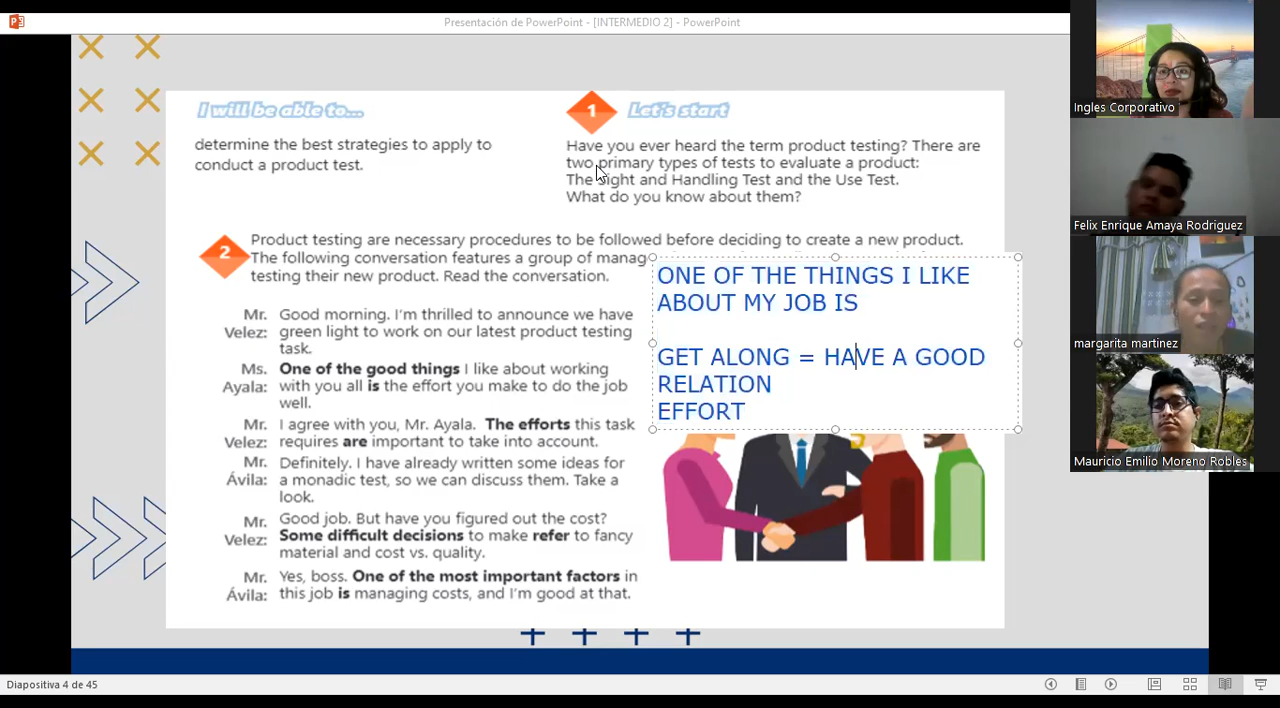 Presentación de PowerPoint - [INTERMEDIO 2] - PowerPoint
I will be able to...
determine the best strategies to apply to
conduct a product test.
1
Let's start
Have you ever heard the term product testing? There are
two primary types of tests to evaluate a product:
The Sight and Handling Test and the Use Test.
What do you know about them?
2
Product testing are necessary procedures to be followed before deciding to create a new product.
The following conversation features a group of manag
testing their new product. Read the conversation.
Mr. Velez: Good morning. I'm thrilled to announce we have
green light to work on our latest product testing
task.
Ms. Ayala: One of the good things I like about working
with you all is the effort you make to do the job
well.
Mr. Velez: I agree with you, Mr. Ayala. The efforts this task
requires are important to take into account.
Mr. Ávila: Definitely. I have already written some ideas for
a monadic test, so we can discuss them. Take a
look.
Mr. Velez: Good job. But have you figured out the cost?
Some difficult decisions to make refer to fancy
material and cost vs. quality.
Mr. Ávila: Yes, boss. One of the most important factors in
this job is managing costs, and I'm good at that.
ONE OF THE THINGS I LIKE
ABOUT MY JOB IS
GET ALONG = HAVE A GOOD
RELATION
EFFORT
Ingles Corporativo
Felix Enrique Amaya Rodriguez
margarita martinez
Mauricio Emilio Moreno Robles
Diapositiva 4 de 45